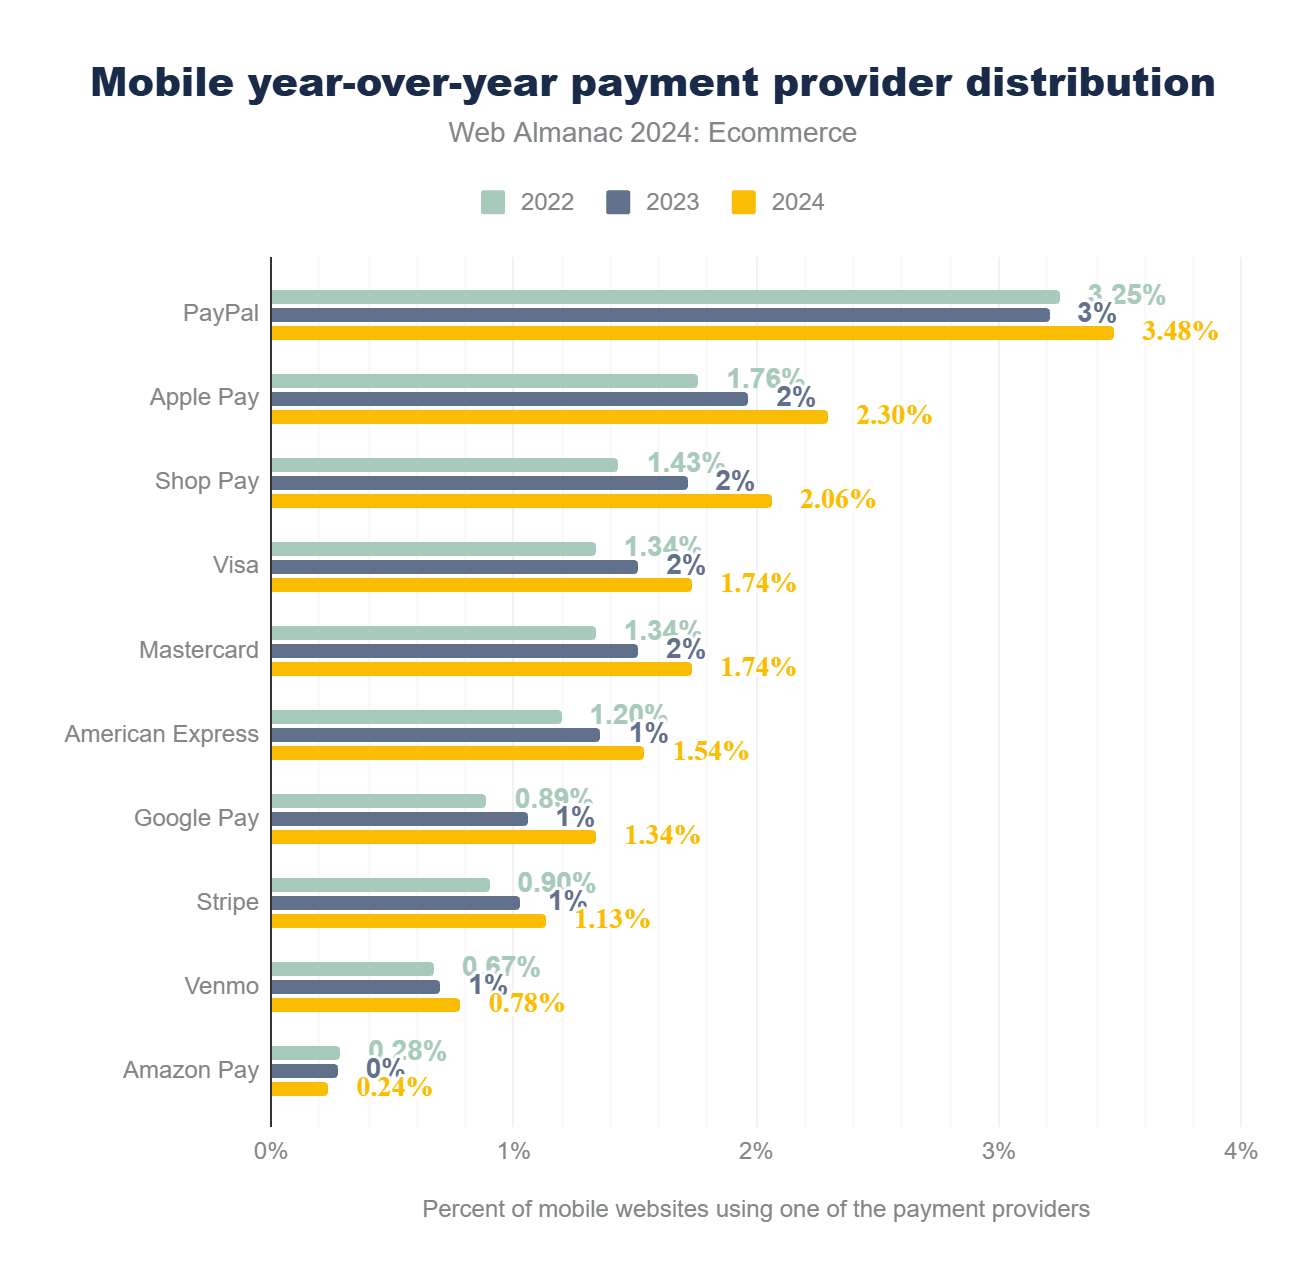 Mobile year-over-year payment provider distribution
Web Almanac 2024: Ecommerce
2022 2023 2024
PayPal 3.25% 3% 3.48%
Apple Pay 1.76% 2% 2.30%
Shop Pay 1.43% 2% 2.06%
Visa 1.34% 2% 1.74%
Mastercard 1.34% 2% 1.74%
American Express 1.20% 1% 1.54%
Google Pay 0.89% 1% 1.34%
Stripe 0.90% 1% 1.13%
Venmo 0.67% 1% 0.78%
Amazon Pay 0.28% 0% 0.24%
0% 1% 2% 3% 4%
Percent of mobile websites using one of the payment providers